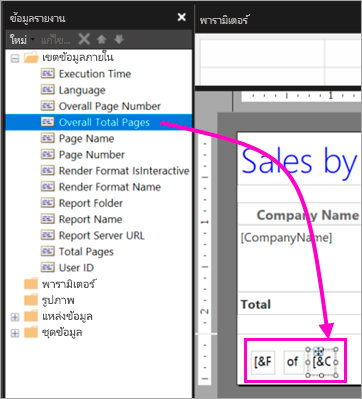 ข้อมูลรายงาน
ใหม่ แก้ไข...
เขตข้อมูลภายใน
Execution Time
Language
Overall Page Number
Overall Total Pages
Page Name
Page Number
Render Format IsInteractive
Render Format Name
Report Folder
Report Name
Report Server URL
Total Pages
User ID
พารามิเตอร์
รูปภาพ
แหล่งข้อมูล
ชุดข้อมูล
พารามิเตอร์
1
Sales by
Company Name
[CompanyName]
1
Total
2
[&F of [&C